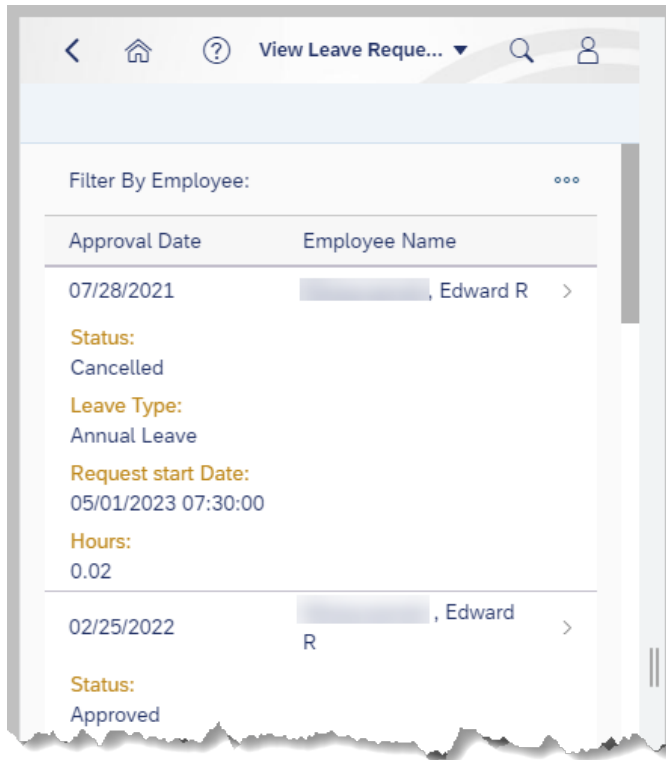 View Leave Reque...
Filter By Employee:
Approval Date Employee Name
07/28/2021 , Edward R
Status:
Cancelled
Leave Type:
Annual Leave
Request start Date:
05/01/2023 07:30:00
Hours:
0.02
02/25/2022 , Edward
R
Status:
Approved